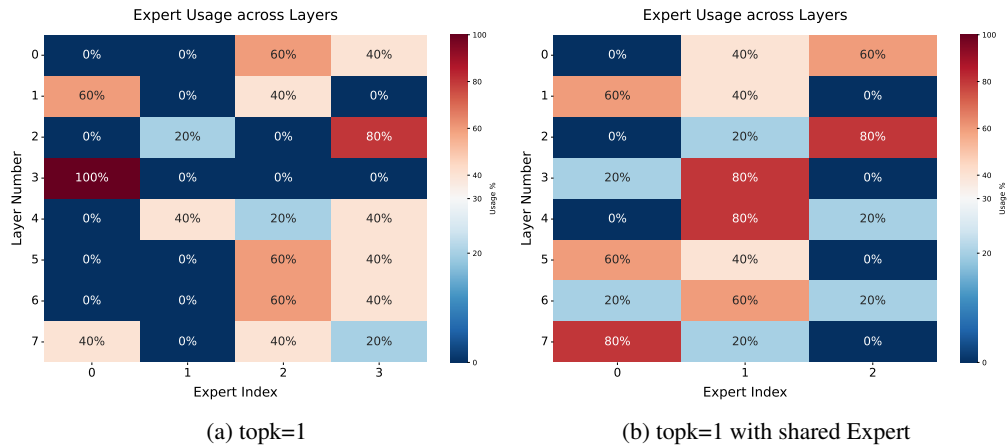 Expert Usage across Layers
0 0% 0% 60% 40%
1 60% 0% 40% 0%
2 0% 20% 0% 80%
3 100% 0% 0% 0%
4 0% 40% 20% 40%
5 0% 0% 60% 40%
6 0% 0% 60% 40%
7 40% 0% 40% 20%
0 1 2 3
Layer Number
Expert Index
100
80
60
40
30
20
0
Usage %
(a) topk=1
Expert Usage across Layers
0 0% 40% 60%
1 60% 40% 0%
2 0% 20% 80%
3 20% 80% 0%
4 0% 80% 20%
5 60% 40% 0%
6 20% 60% 20%
7 80% 20% 0%
0 1 2
Layer Number
Expert Index
100
80
60
40
30
20
0
Usage %
(b) topk=1 with shared Expert